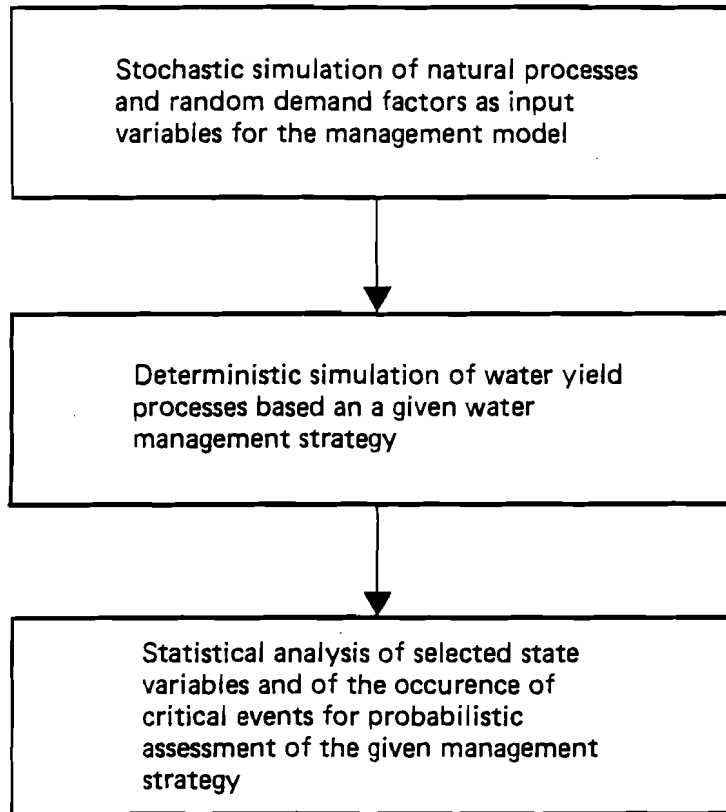 Stochastic simulation of natural processes
and random demand factors as input
variables for the management model
Deterministic simulation of water yield
processes based an a given water
management strategy
Statistical analysis of selected state
variables and of the occurence of
critical events for probabilistic
assessment of the given management
strategy